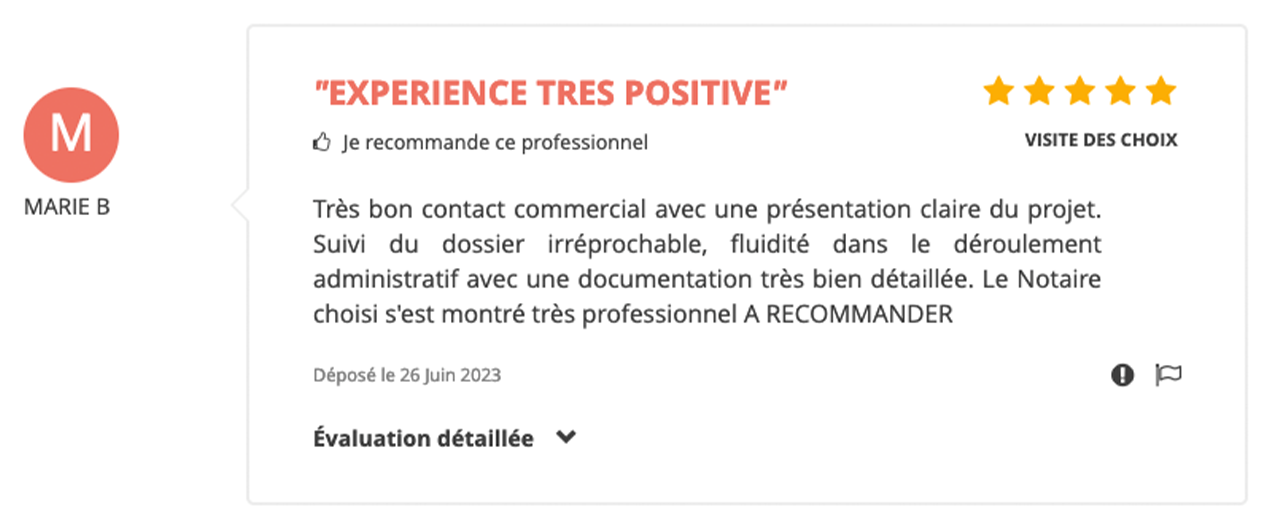 M
MARIE B
"EXPERIENCE TRES POSITIVE"
Je recommande ce professionnel
VISITE DES CHOIX
Très bon contact commercial avec une présentation claire du projet.
Suivi du dossier irréprochable, fluidité dans le déroulement
administratif avec une documentation très bien détaillée. Le Notaire
choisi s'est montré très professionnel A RECOMMANDER
Déposé le 26 Juin 2023
Évaluation détaillée